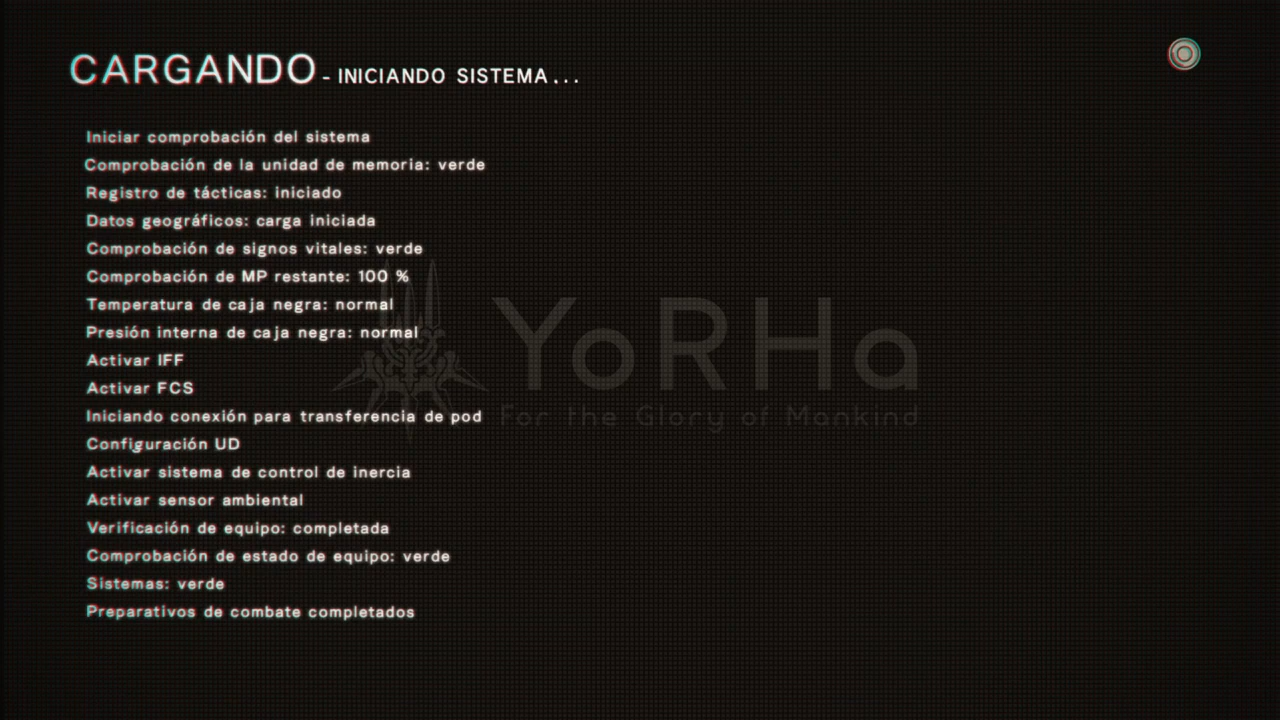 CARGANDO - INICIANDO SISTEMA...
Iniciar comprobación del sistema
Comprobación de la unidad de memoria: verde
Registro de tácticas: iniciado
Datos geográficos: carga iniciada
Comprobación de signos vitales: verde
Comprobación de MP restante: 100 %
Temperatura de caja negra: normal
Presión interna de caja negra: normal
Activar IFF
Activar FCS
Iniciando conexión para transferencia de pod
Configuración UD
Activar sistema de control de inercia
Activar sensor ambiental
Verificación de equipo: completada
Comprobación de estado de equipo: verde
Sistemas: verde
Preparativos de combate completados
YoRHa
For the Glory of Mankind